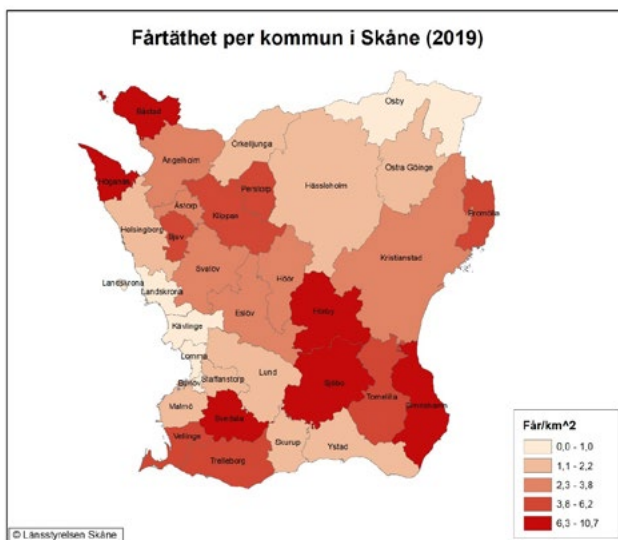 Fårtäthet per kommun i Skåne (2019)
Osby
Båstad
Örkelljunga
Ängelholm
Östra Göinge
Höganäs
Perstorp
Hässleholm
Klippan
Åstorp
Bromölla
Helsingborg
Bjuv
Kristianstad
Svalöv
Höör
Landskrona
Landskrona
Hörby
Eslöv
Kävlinge
Lomma
Lund
Staffanstorp
Burlöv
Sjöbo
Tomelilla
Simrishamn
Malmö
Svedala
Vellinge
Skurup
Ystad
Trelleborg
Får/km^2
0,0 - 1,0
1,1 - 2,2
2,3 - 3,8
3,8 - 6,2
6,3 - 10,7
© Länsstyrelsen Skåne